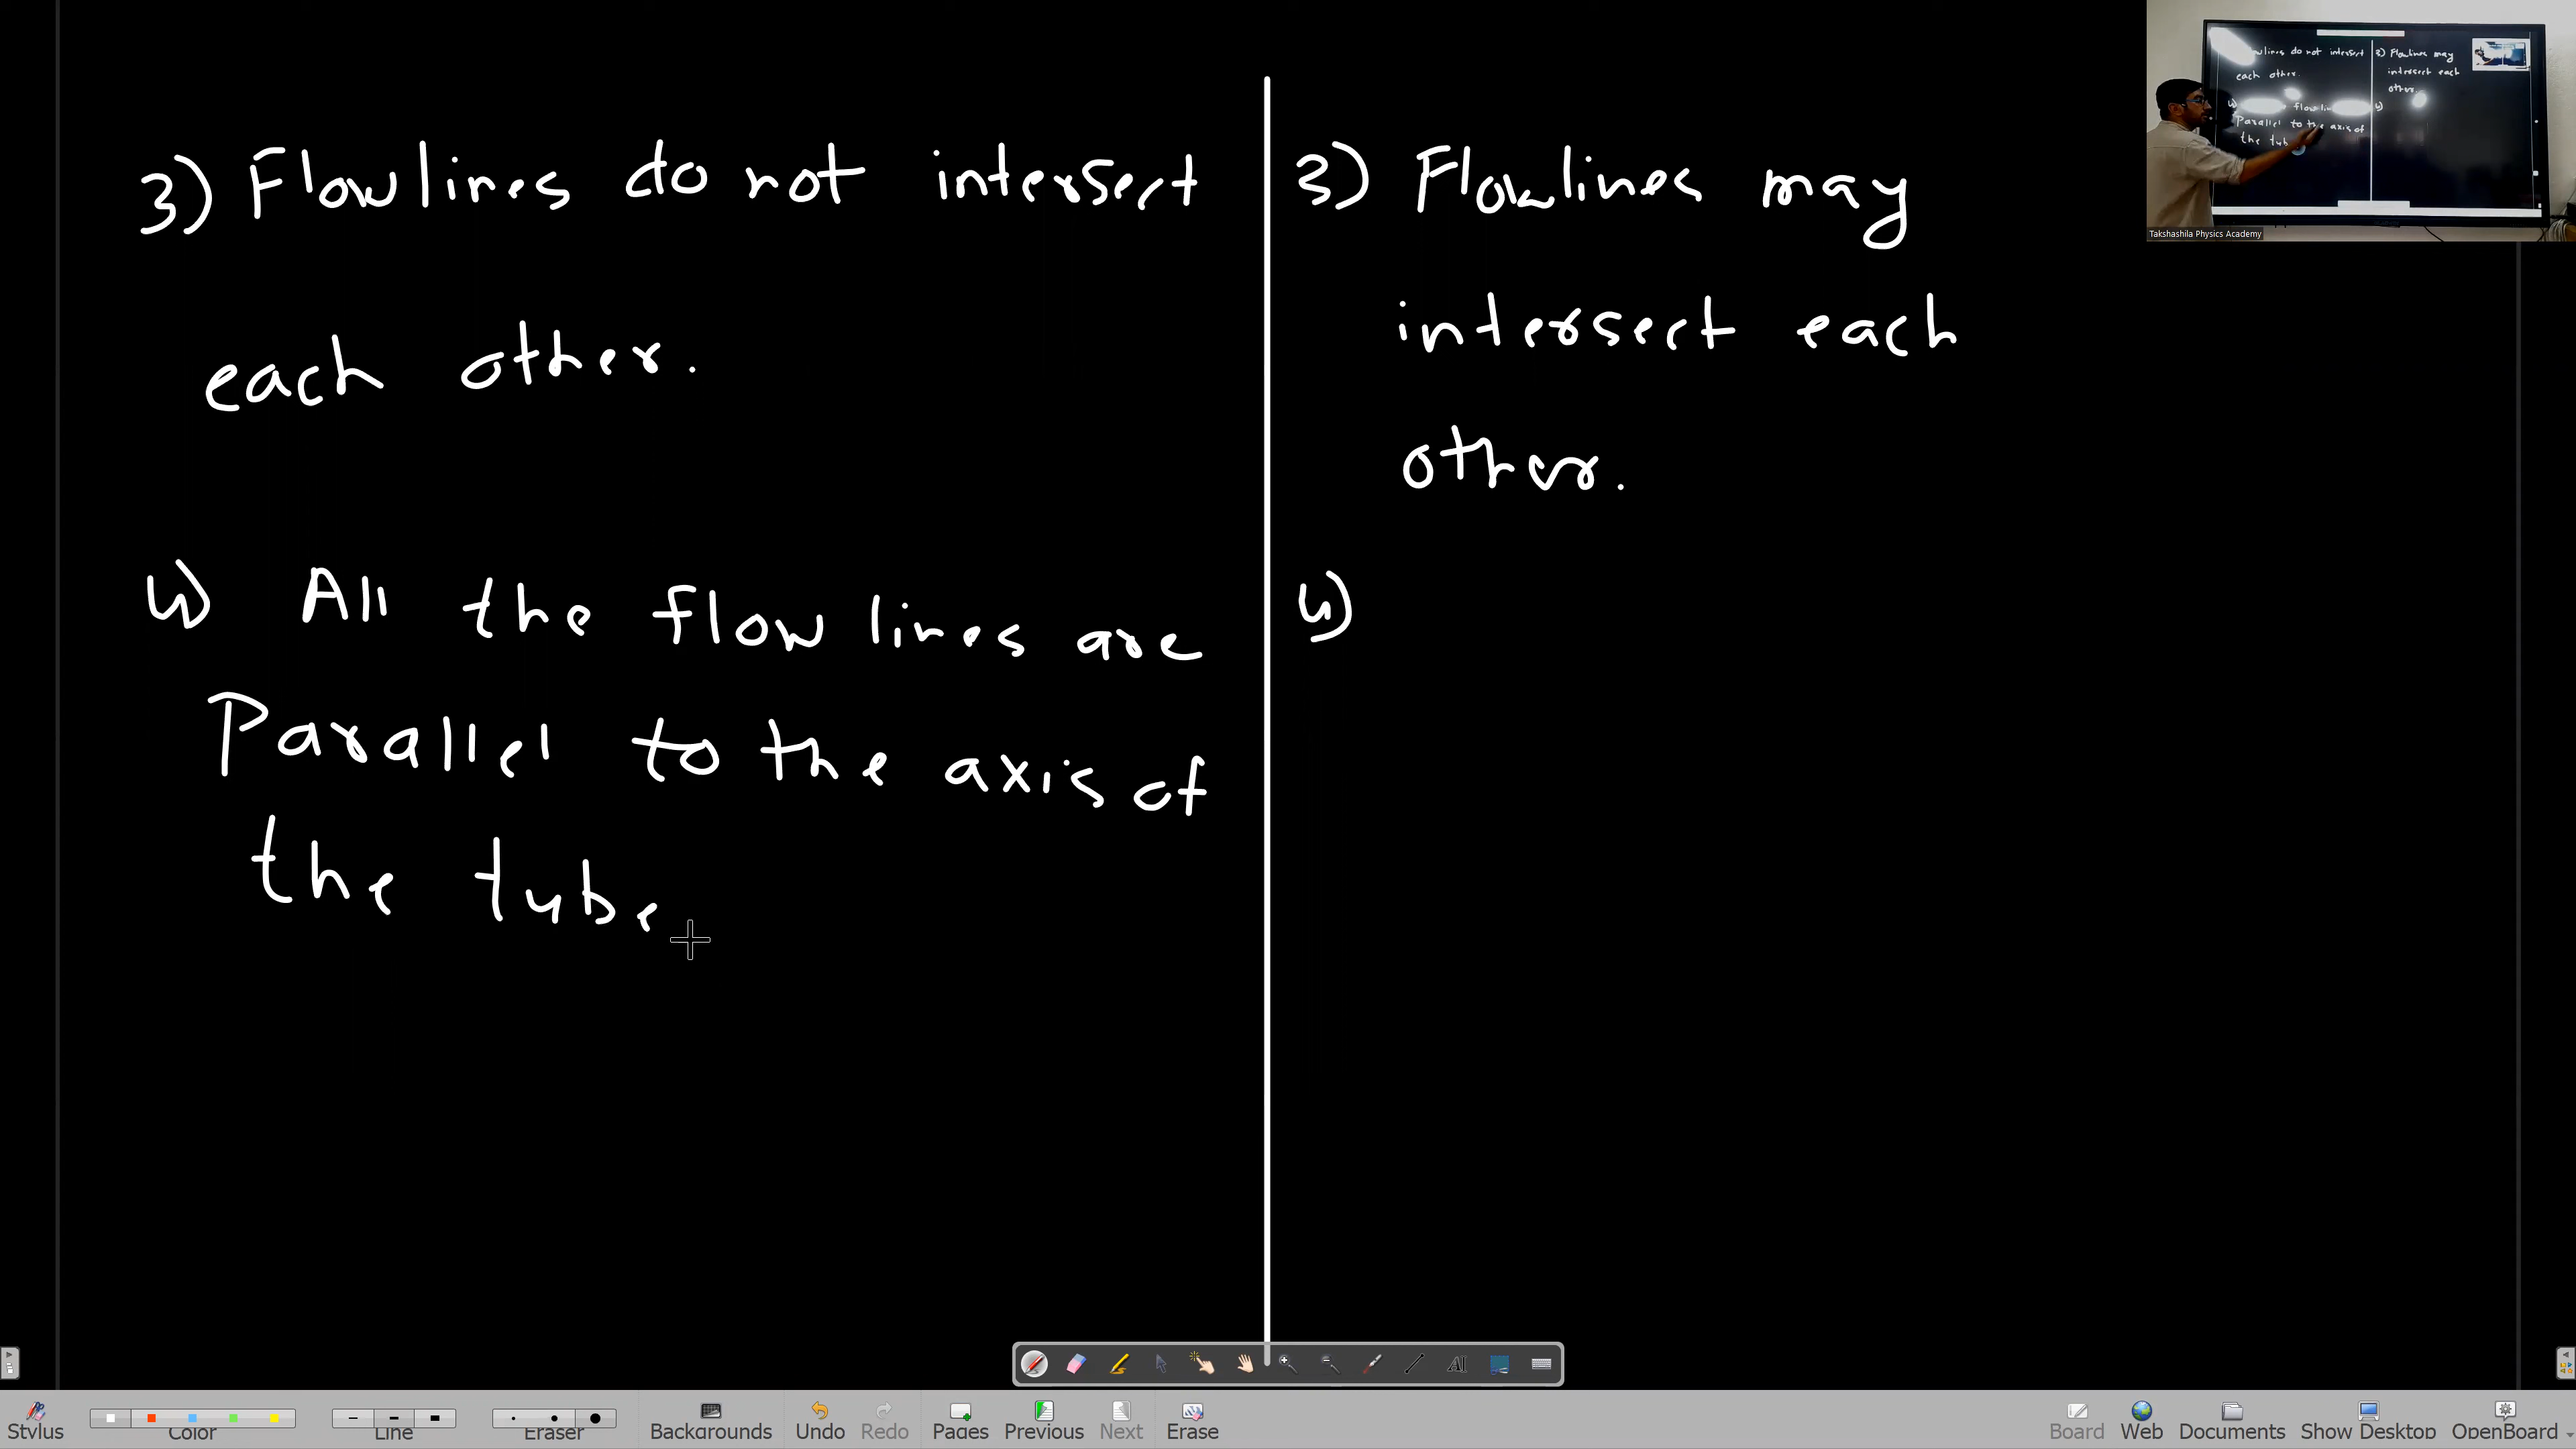 3) Flowlines do not intersect
each other.
4) All the flow lines are
Parallel to the axis of
the tube
3) Flowlines may
intersect each
other.
4)
Takshashila Physics Academy
Stylus
Color
Line
Eraser
Backgrounds
Undo
Redo
Pages
Previous
Next
Erase
Board
Web
Documents
Show Desktop
OpenBoard